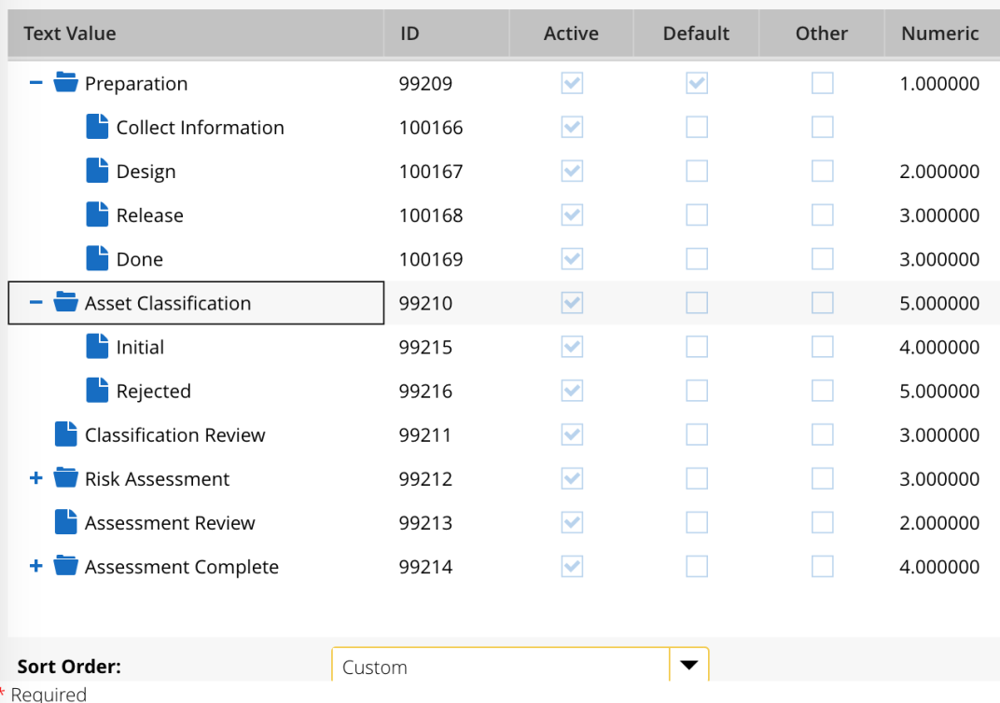 Text Value ID Active Default Other Numeric
Preparation 99209 1.000000
Collect Information 100166
Design 100167 2.000000
Release 100168 3.000000
Done 100169 3.000000
Asset Classification 99210 5.000000
Initial 99215 4.000000
Rejected 99216 5.000000
Classification Review 99211 3.000000
Risk Assessment 99212 3.000000
Assessment Review 99213 2.000000
Assessment Complete 99214 4.000000
Sort Order: Custom
* Required